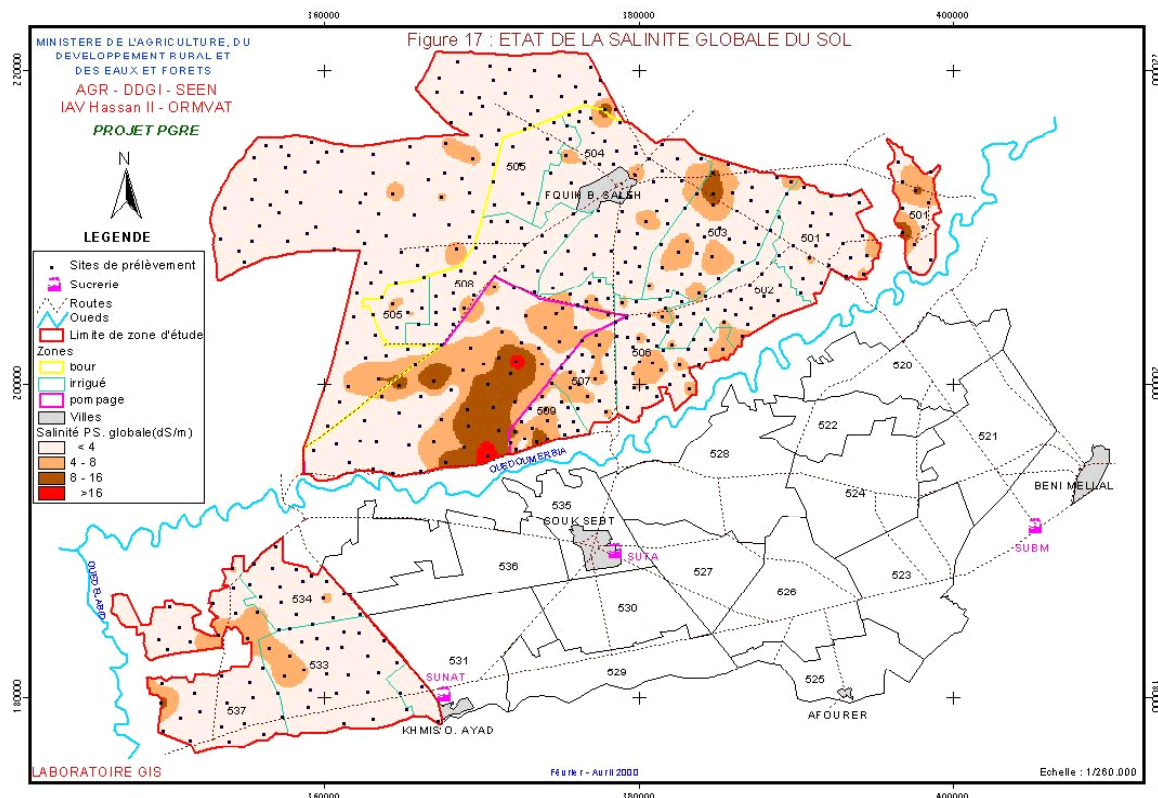 360000
380000
400000
Figure 17 : ETAT DE LA SALINITE GLOBALE DU SOL
MINISTERE DE L'AGRICULTURE, DU
DEVELOPPEMENT RURAL ET
DES EAUX ET FORETS
AGR - DDGI - SEEN
IAV Hassan II - ORMVAT
PROJET PGRE
N
220000
LEGENDE
Sites de prélèvement
Sucrerie
Routes
Oueds
Limite de zone d'étude
Zones
bour
irrigué
pompage
Villes
Salinité PS. globale(dS/m)
< 4
4 - 8
8 - 16
>16
504
505
FQUIH B. SALEH
503
501
501
508
502
505
506
507
509
200000
200000
OUED OUM ERBIA
520
522
521
528
524
BENI MELLAL
535
SOUK SEBT
SUTA
SUBM
536
527
523
526
530
OUED EL ABID
534
533
531
529
525
SUNAT
537
KHMIS O. AYAD
AFOURER
180000
180000
LABORATOIRE GIS
Février - Avril 2000
Echelle : 1/260.000
360000
380000
400000